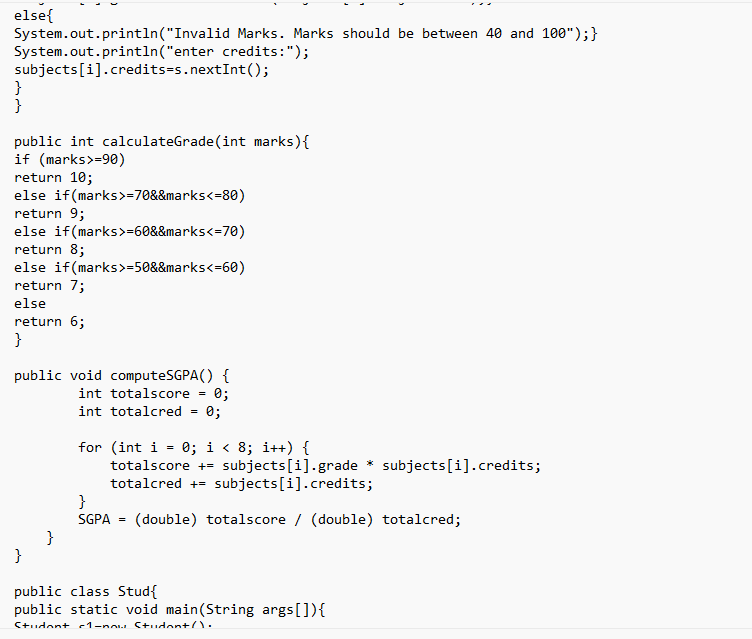 else{
System.out.println("Invalid Marks. Marks should be between 40 and 100");}
System.out.println("enter credits:");
subjects[i].credits=s.nextInt();
}
}
public int calculateGrade(int marks){
if (marks>=90)
return 10;
else if(marks>=70&&marks<=80)
return 9;
else if(marks>=60&&marks<=70)
return 8;
else if(marks>=50&&marks<=60)
return 7;
else
return 6;
}
public void computeSGPA() {
int totalscore = 0;
int totalcred = 0;
for (int i = 0; i < 8; i++) {
totalscore += subjects[i].grade * subjects[i].credits;
totalcred += subjects[i].credits;
}
SGPA = (double) totalscore / (double) totalcred;
}
}
public class Stud{
public static void main(String args[]){
Student s1=new Student();